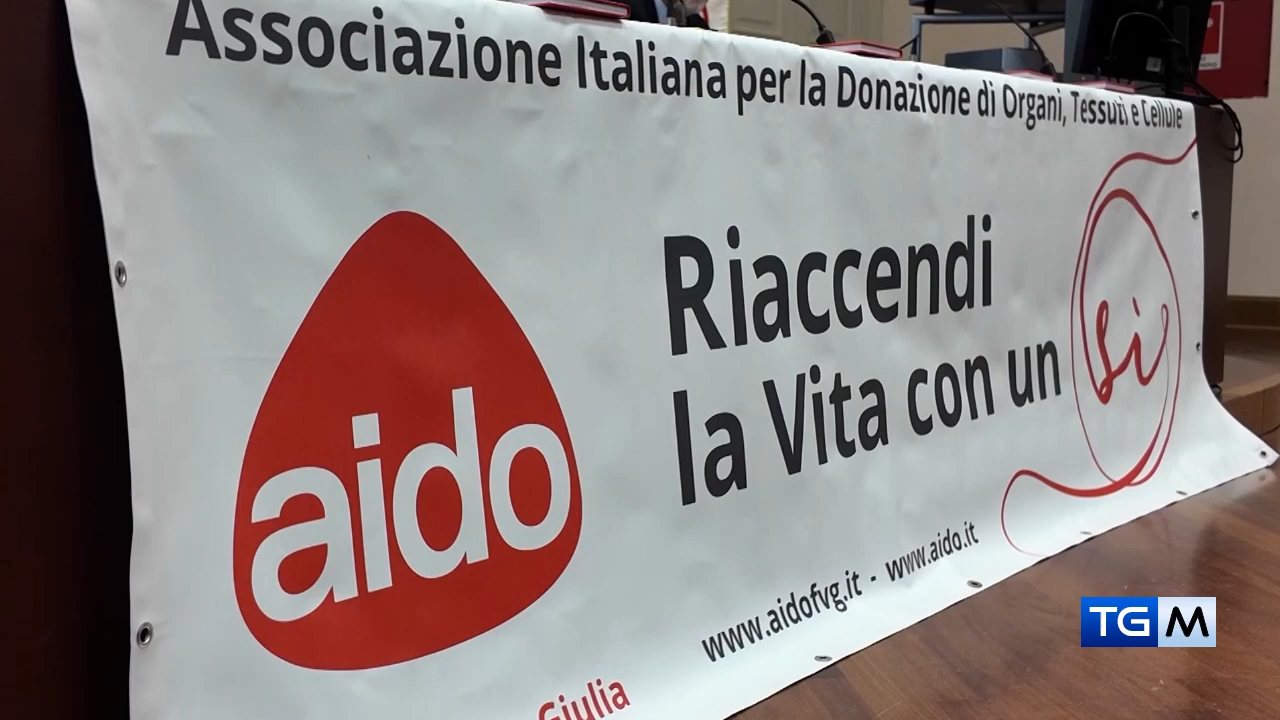 Associazione Italiana per la Donazione di Organi, Tessuti e Cellule
aido
Riaccendi
la Vita con un
sì
www.aidofvg.it - www.aido.it
Giulia
TGM